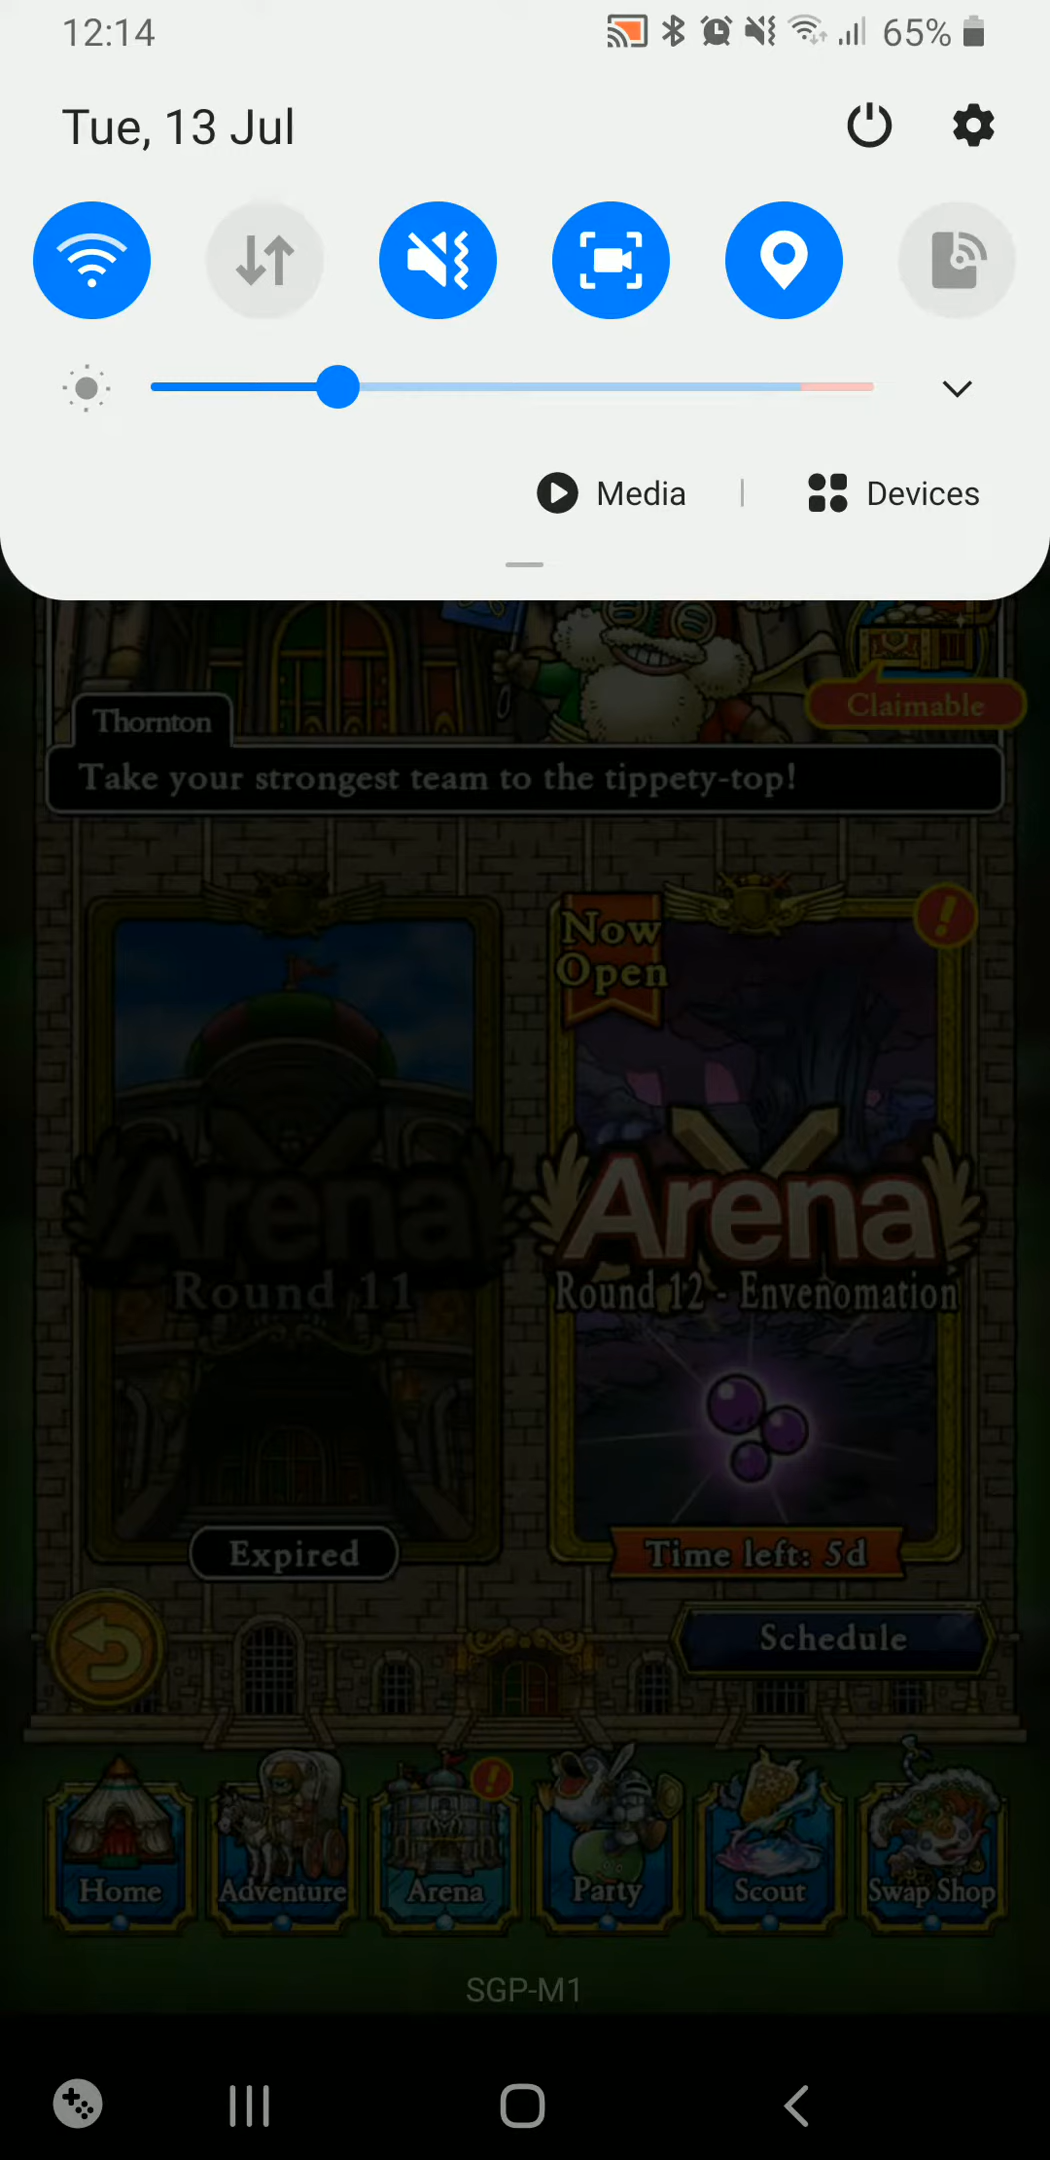 12:14
65%
Tue, 13 Jul
Media
Devices
Claimable
Thornton
Take your strongest team to the tippety-top!
Now
Open
Arena
Round 11
Arena
Round 12 - Envenomation
Expired
Time left: 5d
Schedule
Home
Adventure
Arena
Party
Scout
Swap Shop
SGP-M1